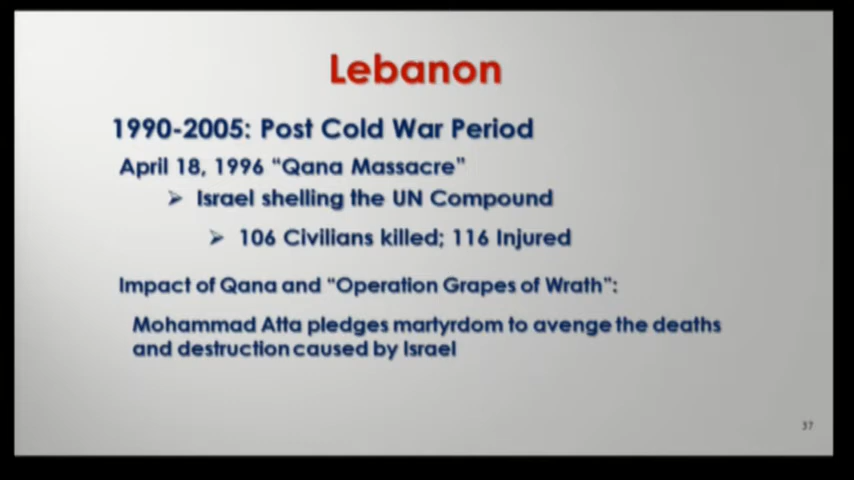 Lebanon
1990-2005: Post Cold War Period
April 18, 1996 “Qana Massacre”
➢ Israel shelling the UN Compound
➢ 106 Civilians killed; 116 Injured
Impact of Qana and “Operation Grapes of Wrath”:
Mohammad Atta pledges martyrdom to avenge the deaths
and destruction caused by Israel
37